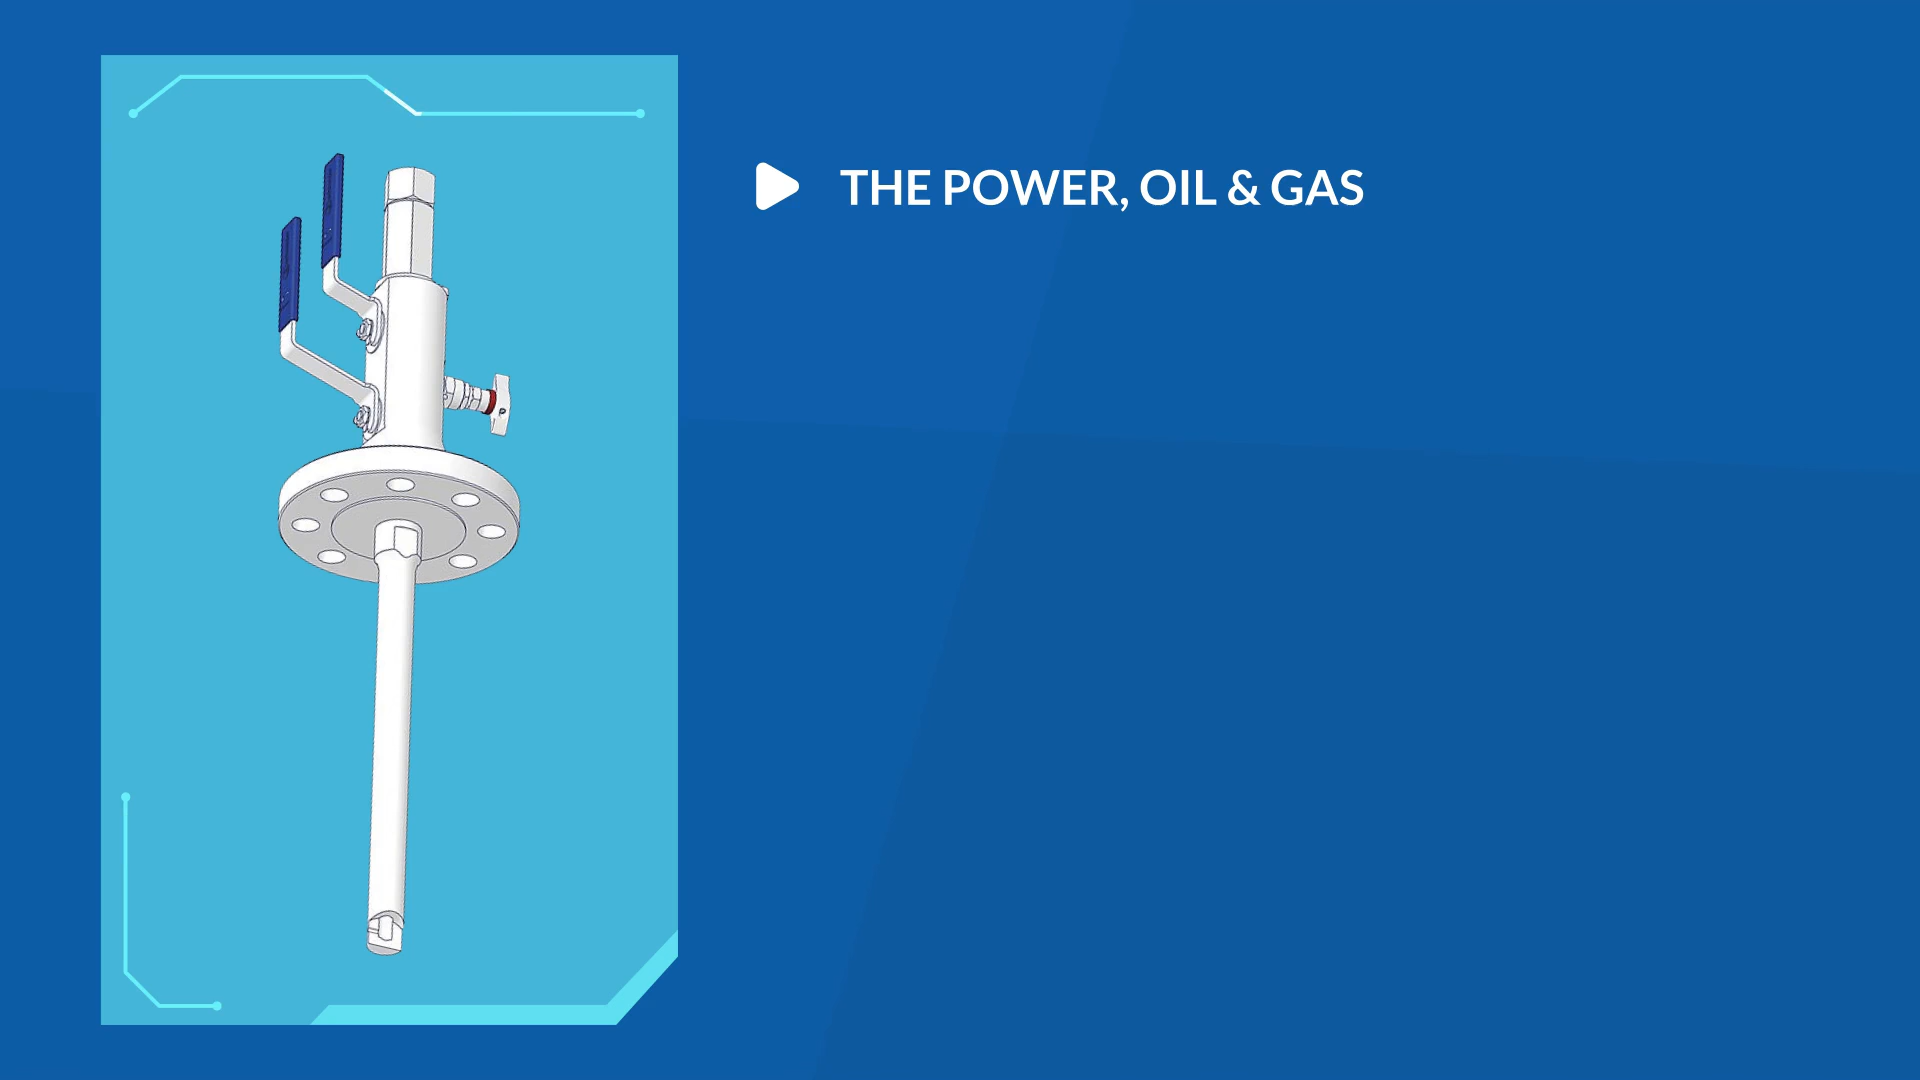 THE POWER, OIL & GAS